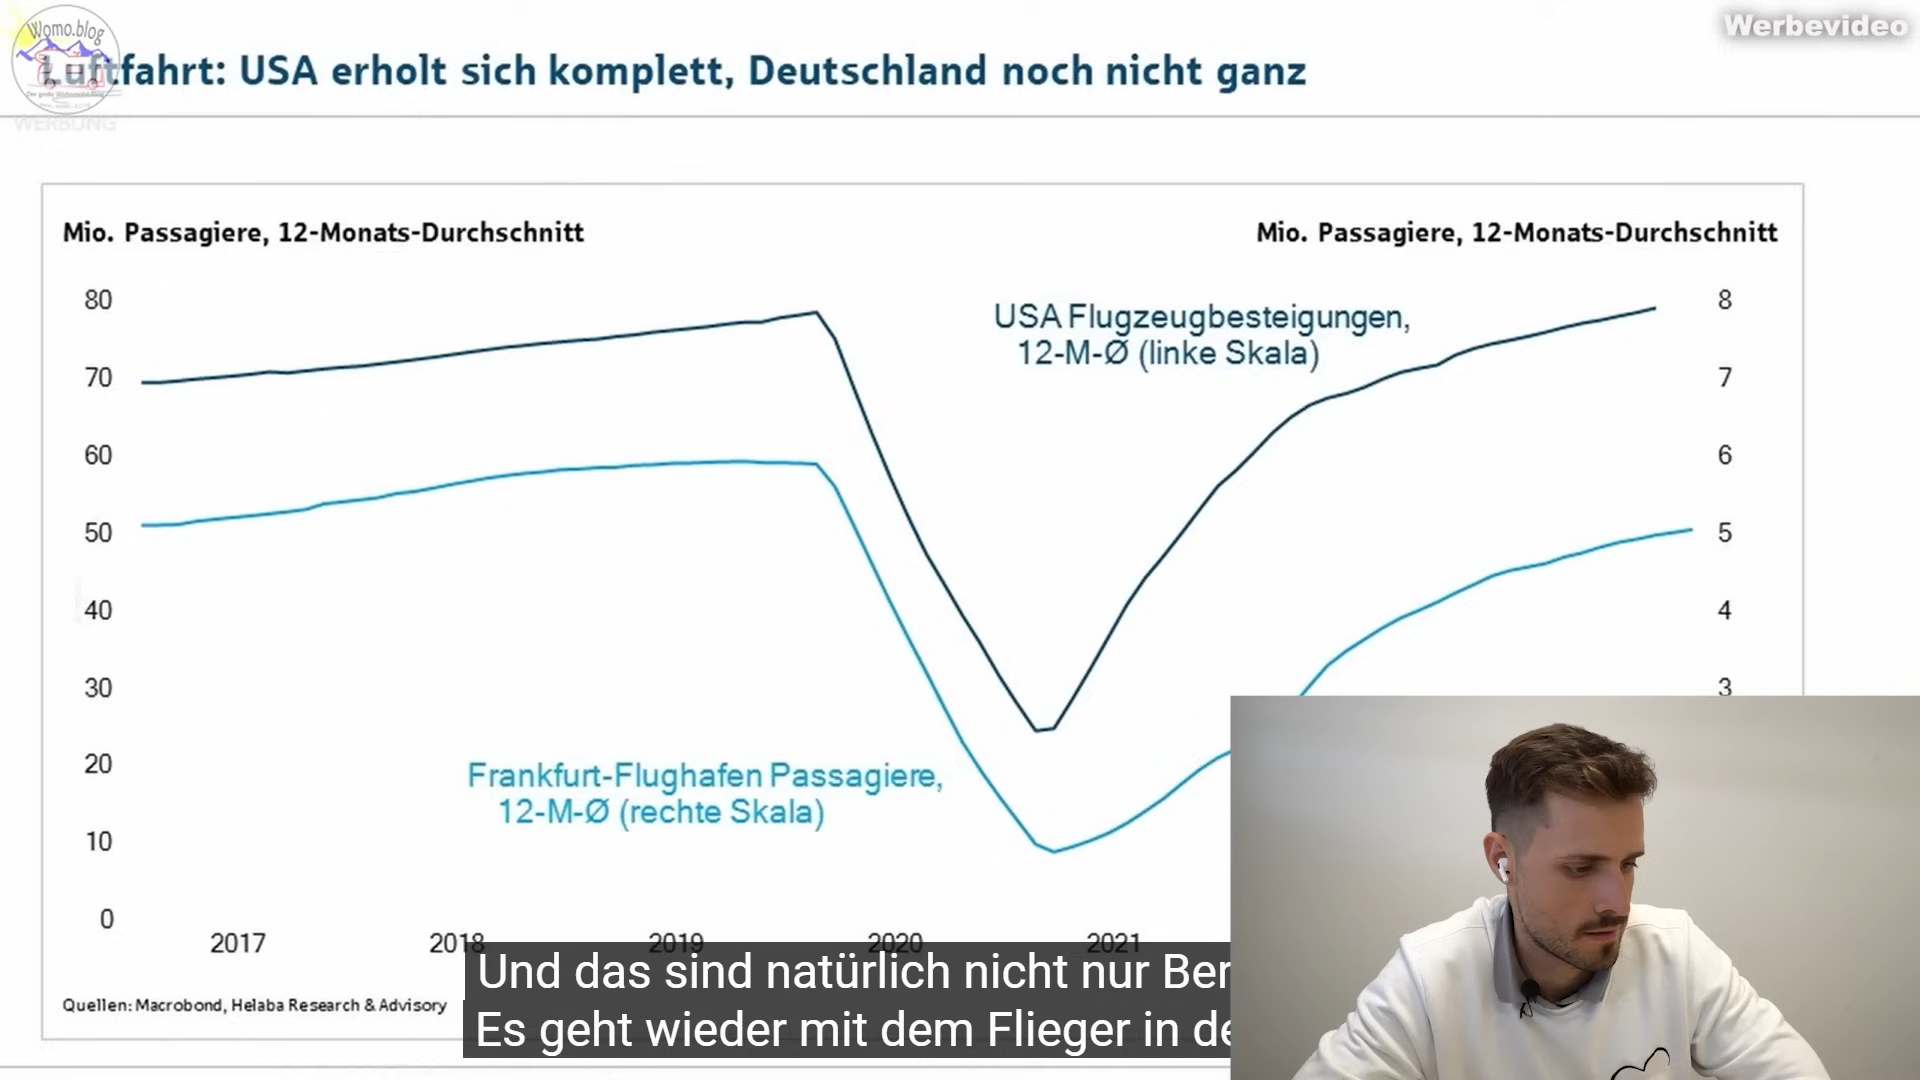 Womo.blog
WERBUNG
Werbevideo
Luftfahrt: USA erholt sich komplett, Deutschland noch nicht ganz
Mio. Passagiere, 12-Monats-Durchschnitt
Mio. Passagiere, 12-Monats-Durchschnitt
80
70
60
50
40
30
20
10
0
8
7
6
5
4
3
USA Flugzeugbesteigungen,
12-M-Ø (linke Skala)
Frankfurt-Flughafen Passagiere,
12-M-Ø (rechte Skala)
2017 2018 2019 2020 2021
Quellen: Macrobond, Helaba Research & Advisory
Und das sind natürlich nicht nur Ber
Es geht wieder mit dem Flieger in de